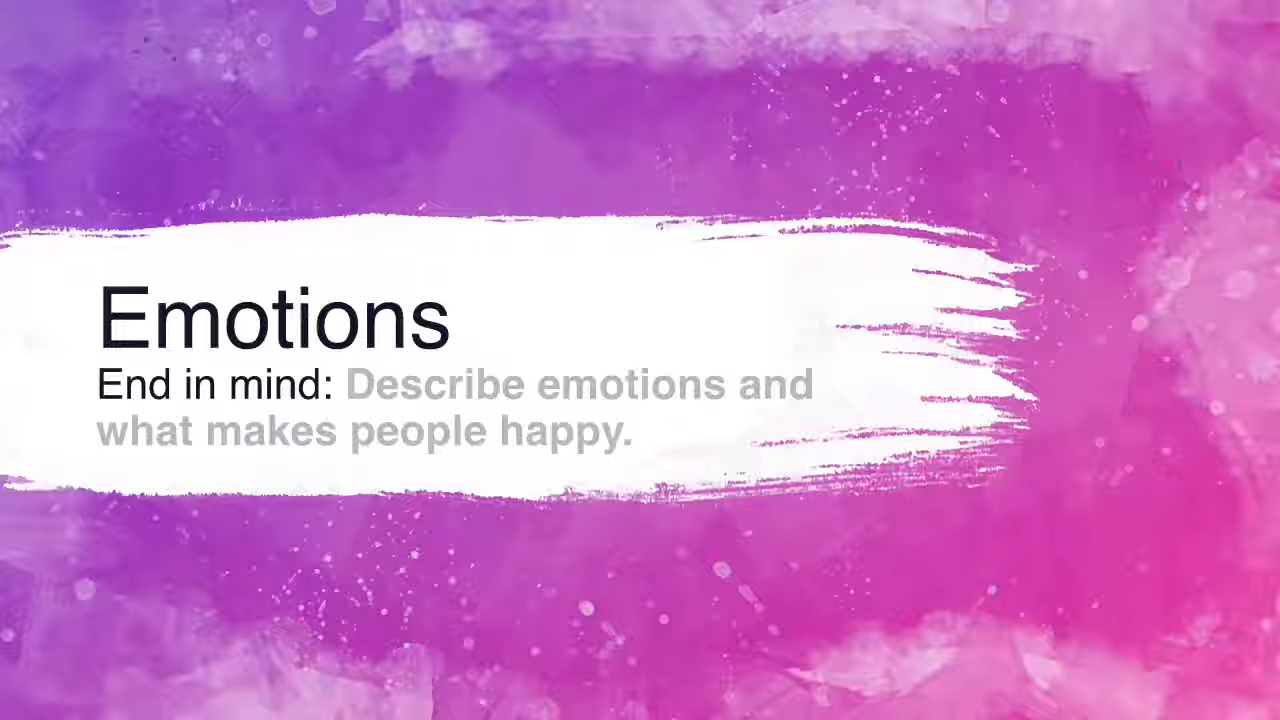 Emotions
End in mind: Describe emotions and
what makes people happy.